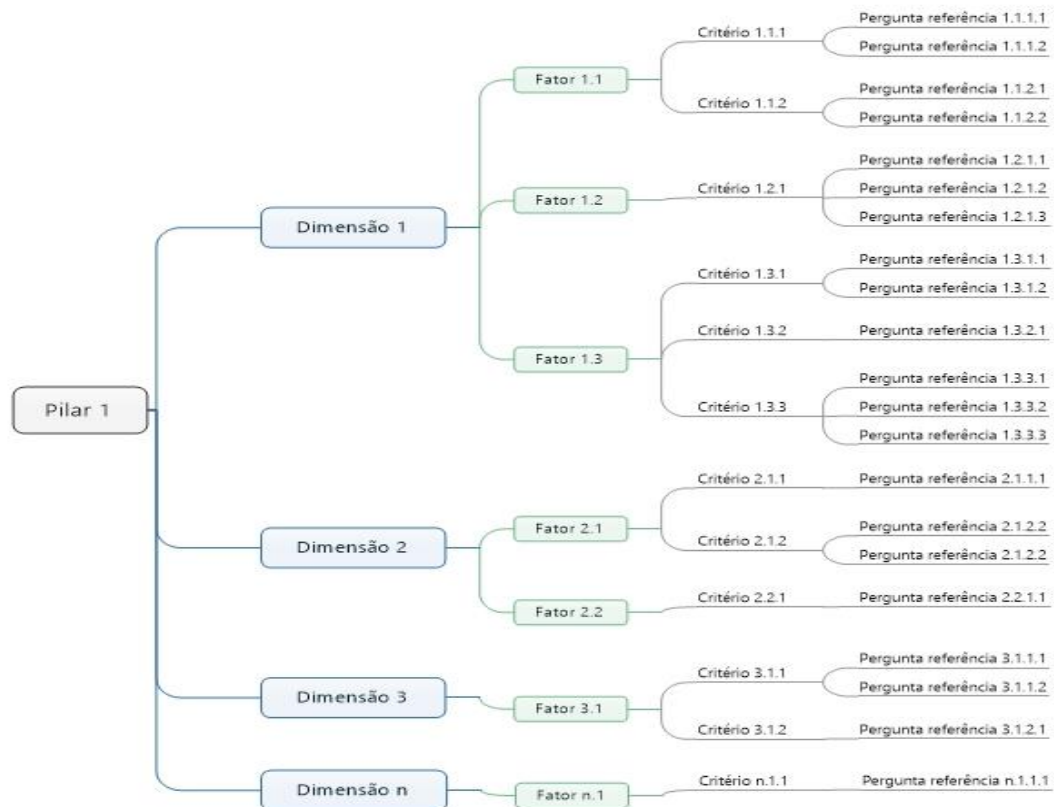 Pilar 1
Dimensão 1
Fator 1.1
Critério 1.1.1
Pergunta referência 1.1.1.1
Pergunta referência 1.1.1.2
Critério 1.1.2
Pergunta referência 1.1.2.1
Pergunta referência 1.1.2.2
Fator 1.2
Critério 1.2.1
Pergunta referência 1.2.1.1
Pergunta referência 1.2.1.2
Pergunta referência 1.2.1.3
Fator 1.3
Critério 1.3.1
Pergunta referência 1.3.1.1
Pergunta referência 1.3.1.2
Critério 1.3.2
Pergunta referência 1.3.2.1
Critério 1.3.3
Pergunta referência 1.3.3.1
Pergunta referência 1.3.3.2
Pergunta referência 1.3.3.3
Dimensão 2
Fator 2.1
Critério 2.1.1
Pergunta referência 2.1.1.1
Critério 2.1.2
Pergunta referência 2.1.2.2
Pergunta referência 2.1.2.2
Fator 2.2
Critério 2.2.1
Pergunta referência 2.2.1.1
Dimensão 3
Fator 3.1
Critério 3.1.1
Pergunta referência 3.1.1.1
Pergunta referência 3.1.1.2
Critério 3.1.2
Pergunta referência 3.1.2.1
Dimensão n
Fator n.1
Critério n.1.1
Pergunta referência n.1.1.1